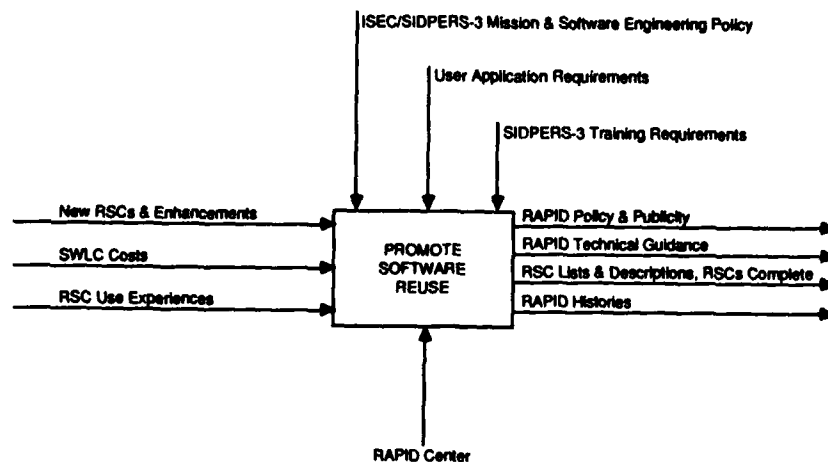 ISEC/SIDPERS-3 Mission & Software Engineering Policy
User Application Requirements
SIDPERS-3 Training Requirements
New RSCs & Enhancements
SWLC Costs
RSC Use Experiences
PROMOTE
SOFTWARE
REUSE
RAPID Policy & Publicity
RAPID Technical Guidance
RSC Lists & Descriptions, RSCs Complete
RAPID Histories
RAPID Center